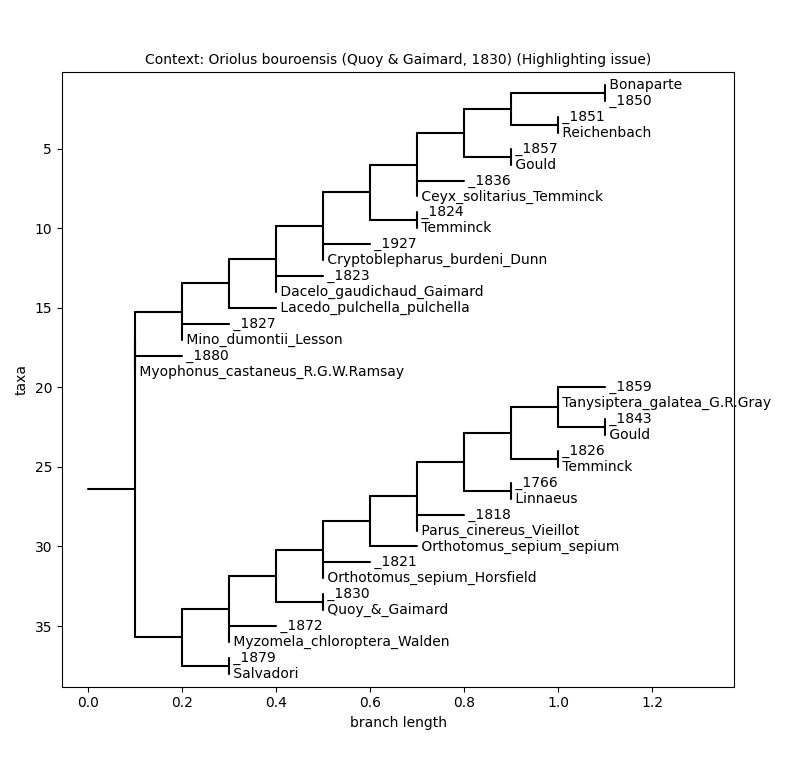 Context: Oriolus bouroensis (Quoy & Gaimard, 1830) (Highlighting issue)
Bonaparte
_1850
_1851
Reichenbach
_1857
Gould
_1836
Ceyx_solitarius_Temminck
_1824
Temminck
_1927
Cryptoblepharus_burdeni_Dunn
_1823
Dacelo_gaudichaud_Gaimard
Lacedo_pulchella_pulchella
_1827
Mino_dumontii_Lesson
_1880
Myophonus_castaneus_R.G.W.Ramsay
_1859
Tanysiptera_galatea_G.R.Gray
_1843
Gould
_1826
Temminck
_1766
Linnaeus
_1818
Parus_cinereus_Vieillot
Orthotomus_sepium_sepium
_1821
Orthotomus_sepium_Horsfield
_1830
Quoy_&_Gaimard
_1872
Myzomela_chloroptera_Walden
_1879
Salvadori
5
10
15
20
25
30
35
taxa
0.0 0.2 0.4 0.6 0.8 1.0 1.2
branch length